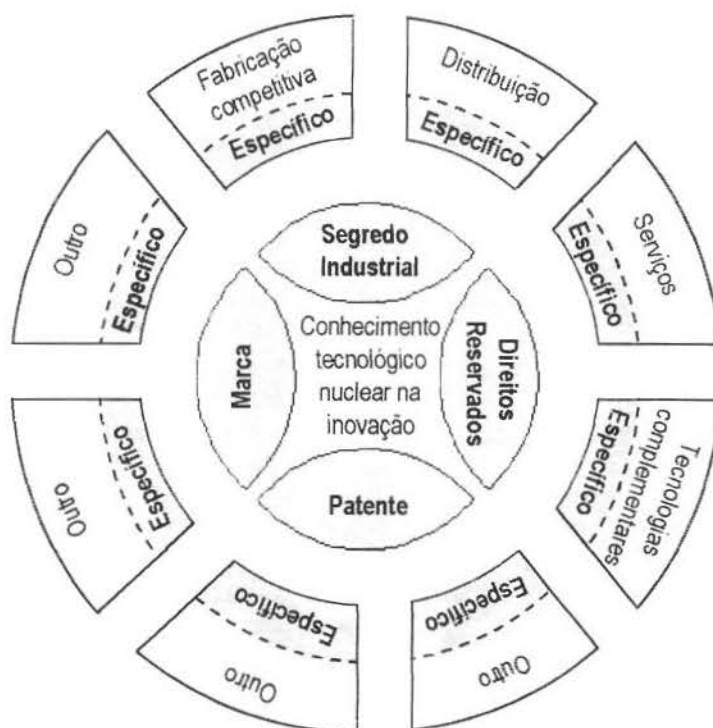 Fabricação
competitiva
Específico
Distribuição
Específico
Serviços
Específico
Tecnologias
complementares
Específico
Outro
Específico
Outro
Específico
Outro
Específico
Outro
Específico
Segredo
Industrial
Direitos
Reservados
Patente
Marca
Conhecimento
tecnológico
nuclear na
inovação